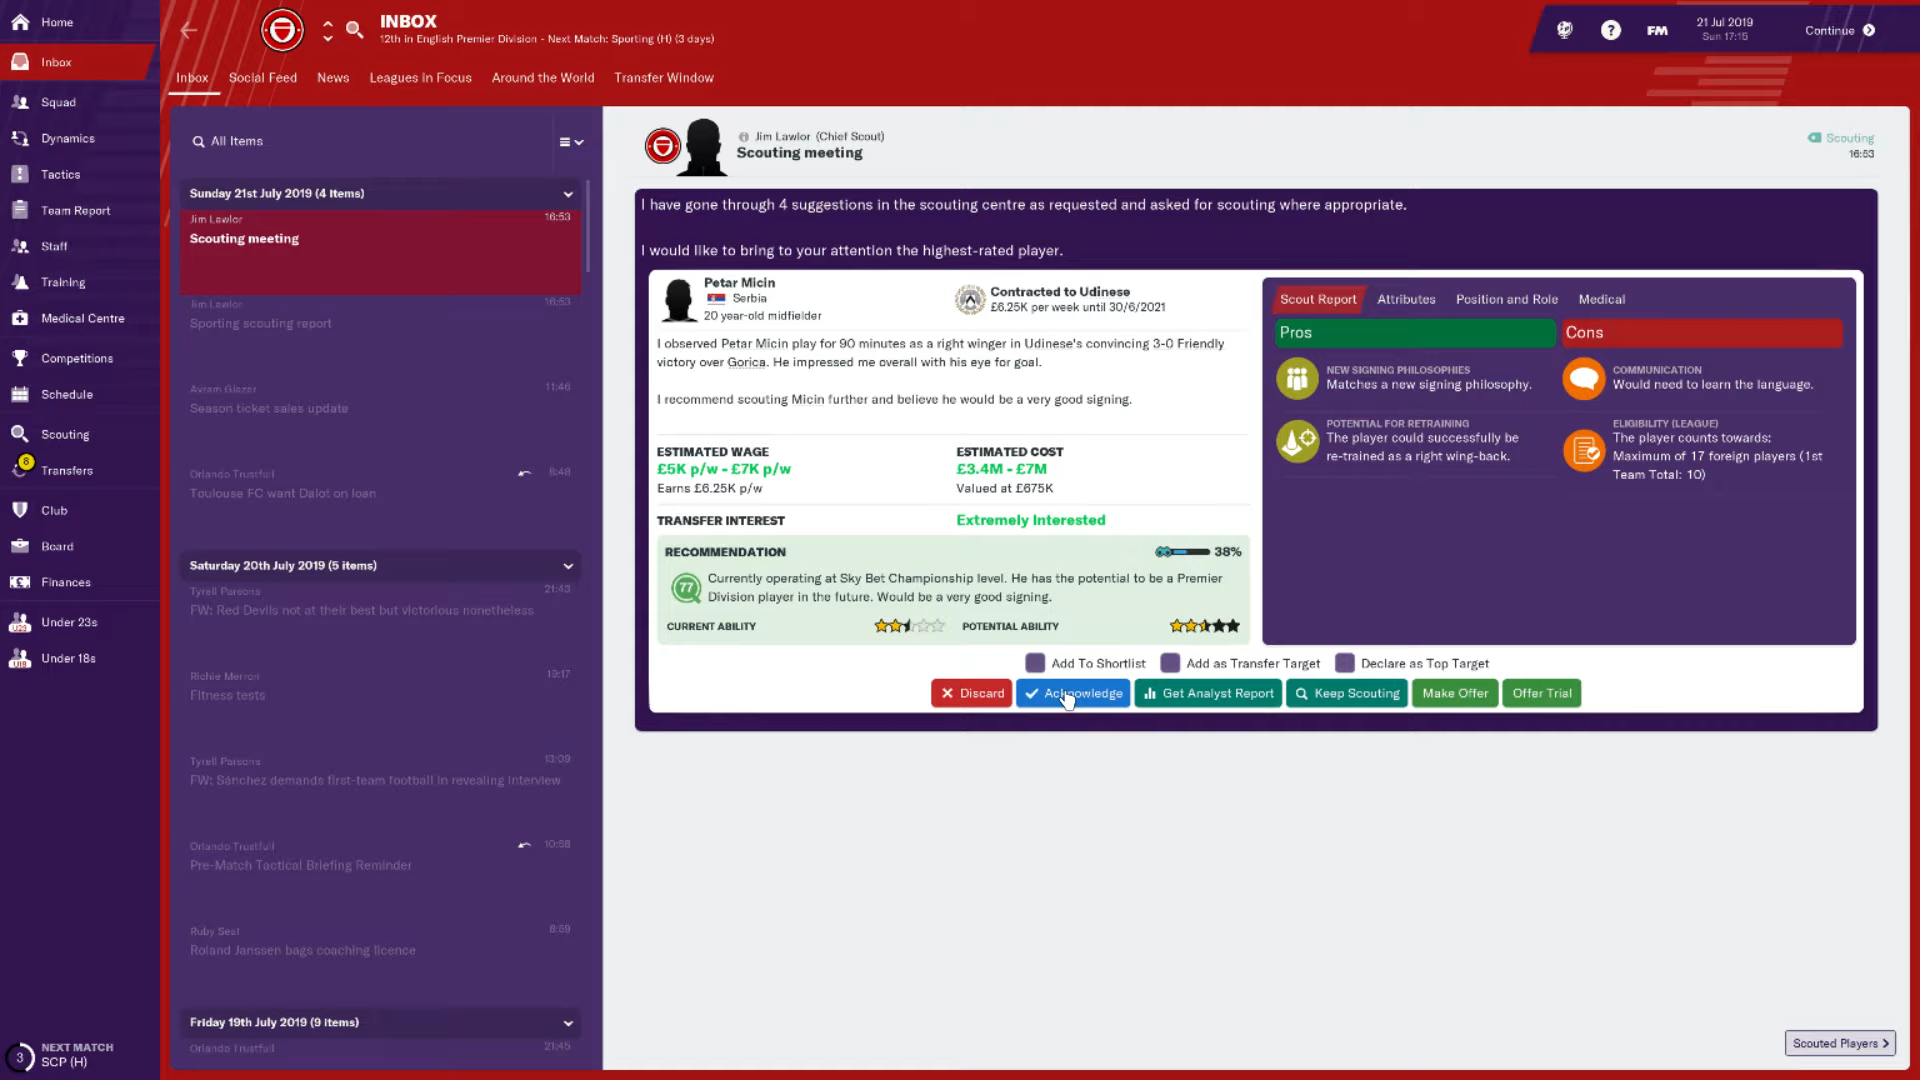 Home
Inbox
Squad
Dynamics
Tactics
Team Report
Staff
Training
Medical Centre
Competitions
Schedule
Scouting
6
Transfers
Club
Board
Finances
Under 23s
Under 18s
3
NEXT MATCH
SCP (H)
INBOX
12th in English Premier Division - Next Match: Sporting (H) (3 days)
?
FM
21 Jul 2019
Sun 17:15
Continue
Inbox
Social Feed
News
Leagues In Focus
Around the World
Transfer Window
All Items
Sunday 21st July 2019 (4 Items)
Jim Lawlor 16:53
Scouting meeting
Jim Lawlor 16:53
Sporting scouting report
Avram Glazer 11:46
Season ticket sales update
Orlando Trustfull 8:48
Toulouse FC want Dalot on loan
Saturday 20th July 2019 (5 items)
Tyrell Parsons 21:43
FW: Red Devils not at their best but victorious nonetheless
Richie Merron 19:17
Fitness tests
Tyrell Parsons 13:09
FW: Sánchez demands first-team football in revealing interview
Orlando Trustfull 10:58
Pre-Match Tactical Briefing Reminder
Ruby Seal 8:59
Roland Janssen bags coaching licence
Friday 19th July 2019 (9 Items)
Orlando Trustfull 21:45
Jim Lawlor (Chief Scout)
Scouting meeting
Scouting
16:53
I have gone through 4 suggestions in the scouting centre as requested and asked for scouting where appropriate.
I would like to bring to your attention the highest-rated player.
Petar Micin
Serbia
20 year-old midfielder
Contracted to Udinese
£6.25K per week until 30/6/2021
I observed Petar Micin play for 90 minutes as a right winger in Udinese's convincing 3-0 Friendly
victory over Gorica. He impressed me overall with his eye for goal.
I recommend scouting Micin further and believe he would be a very good signing.
ESTIMATED WAGE
£5K p/w - £7K p/w
Earns £6.25K p/w
ESTIMATED COST
£3.4M - £7M
Valued at £675K
TRANSFER INTEREST
Extremely Interested
RECOMMENDATION
38%
77
Currently operating at Sky Bet Championship level. He has the potential to be a Premier
Division player in the future. Would be a very good signing.
CURRENT ABILITY
POTENTIAL ABILITY
Scout Report
Attributes
Position and Role
Medical
Pros
Cons
NEW SIGNING PHILOSOPHIES
Matches a new signing philosophy.
POTENTIAL FOR RETRAINING
The player could successfully be
re-trained as a right wing-back.
COMMUNICATION
Would need to learn the language.
ELIGIBILITY (LEAGUE)
The player counts towards:
Maximum of 17 foreign players (1st
Team Total: 10)
Add To Shortlist
Add as Transfer Target
Declare as Top Target
Discard
Acknowledge
Get Analyst Report
Keep Scouting
Make Offer
Offer Trial
Scouted Players >